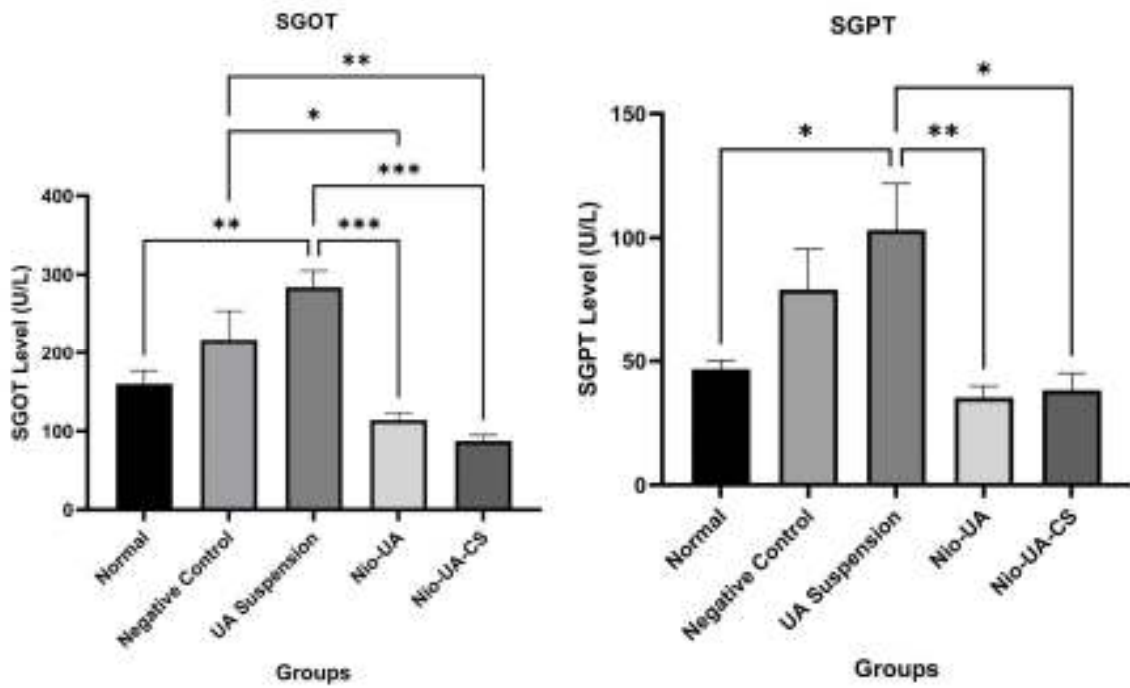 SGOT
**
*
***
**
***
SGOT Level (U/L)
400
300
200
100
0
Normal
Negative Control
UA Suspension
Nio-UA
Nio-UA-CS
Groups
SGPT
*
*
**
SGPT Level (U/L)
150
100
50
0
Normal
Negative Control
UA Suspension
Nio-UA
Nio-UA-CS
Groups